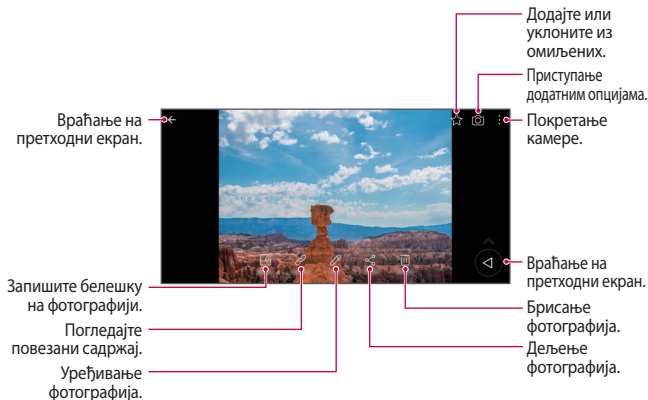 Додајте или
уклоните из
омиљених.
Приступање
додатним опцијама.
Покретање
камере.
Враћање на
претходни екран.
Враћање на
претходни екран.
Брисање
фотографија.
Дељење
фотографија.
Запишите белешку
на фотографији.
Погледајте
повезани садржај.
Уређивање
фотографија.